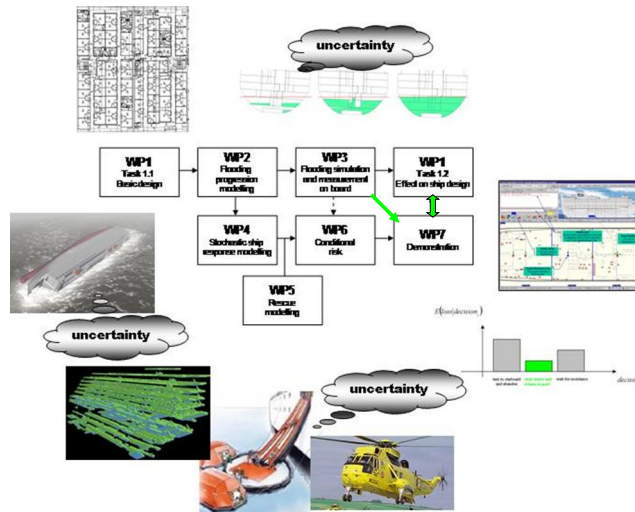 uncertainty
WP1
Task 1.1
Basic design
WP2
Flooding
progression
modelling
WP3
Flooding simulation
and measurement
on board
WP1
Task 1.2
Effect on ship design
WP4
Stochastic ship
response modelling
WP6
Conditional
risk
WP7
Demonstration
WP5
Rescue
modelling
uncertainty
uncertainty
E(loss|decision)